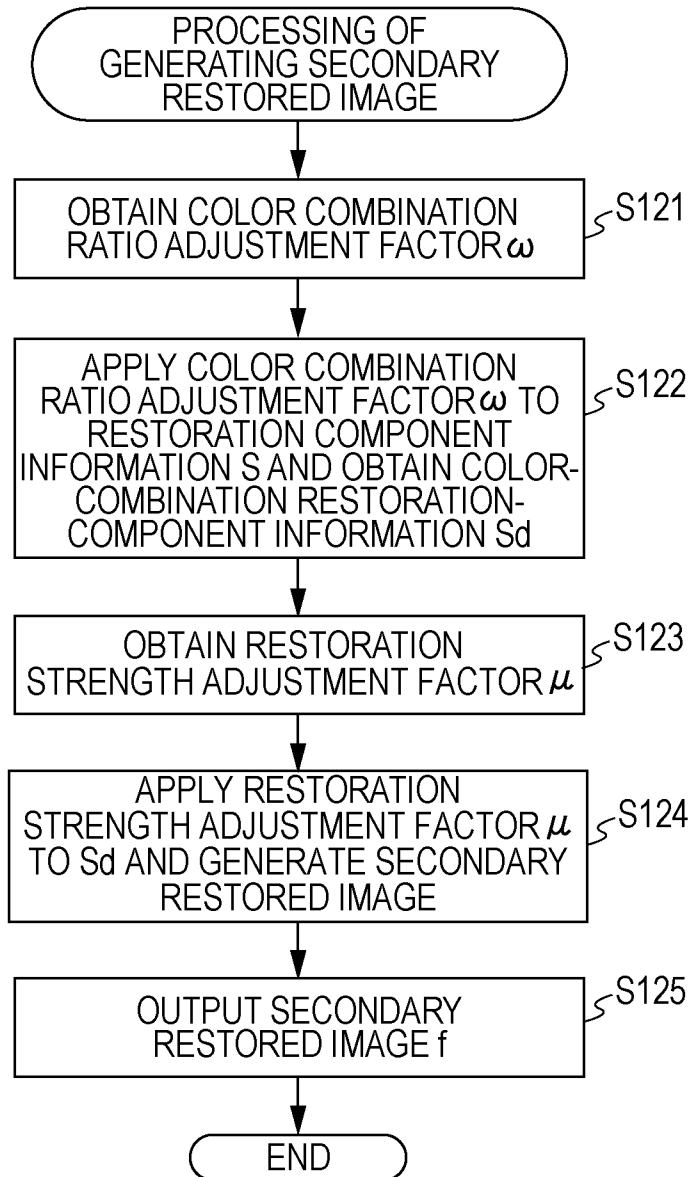 PROCESSING OF
GENERATING SECONDARY
RESTORED IMAGE
OBTAIN COLOR COMBINATION
RATIO ADJUSTMENT FACTOR ω
S121
APPLY COLOR COMBINATION
RATIO ADJUSTMENT FACTOR ω TO
RESTORATION COMPONENT
INFORMATION S AND OBTAIN COLOR-
COMBINATION RESTORATION-
COMPONENT INFORMATION Sd
S122
OBTAIN RESTORATION
STRENGTH ADJUSTMENT FACTOR μ
S123
APPLY RESTORATION
STRENGTH ADJUSTMENT FACTOR μ
TO Sd AND GENERATE SECONDARY
RESTORED IMAGE
S124
OUTPUT SECONDARY
RESTORED IMAGE f
S125
END